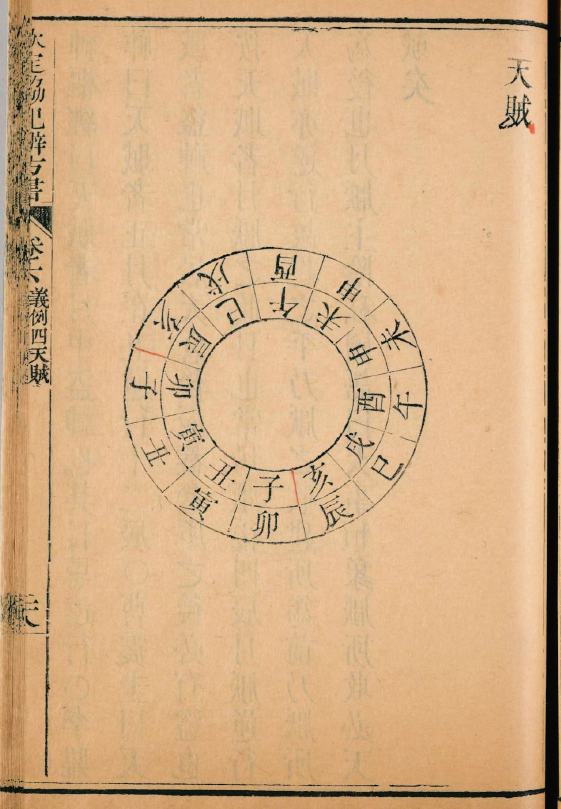 天賊
子亥戌酉申未午巳辰卯寅丑
子丑寅卯辰巳午未申酉戌亥
欽定協紀辨方書
卷六
義例四天賊